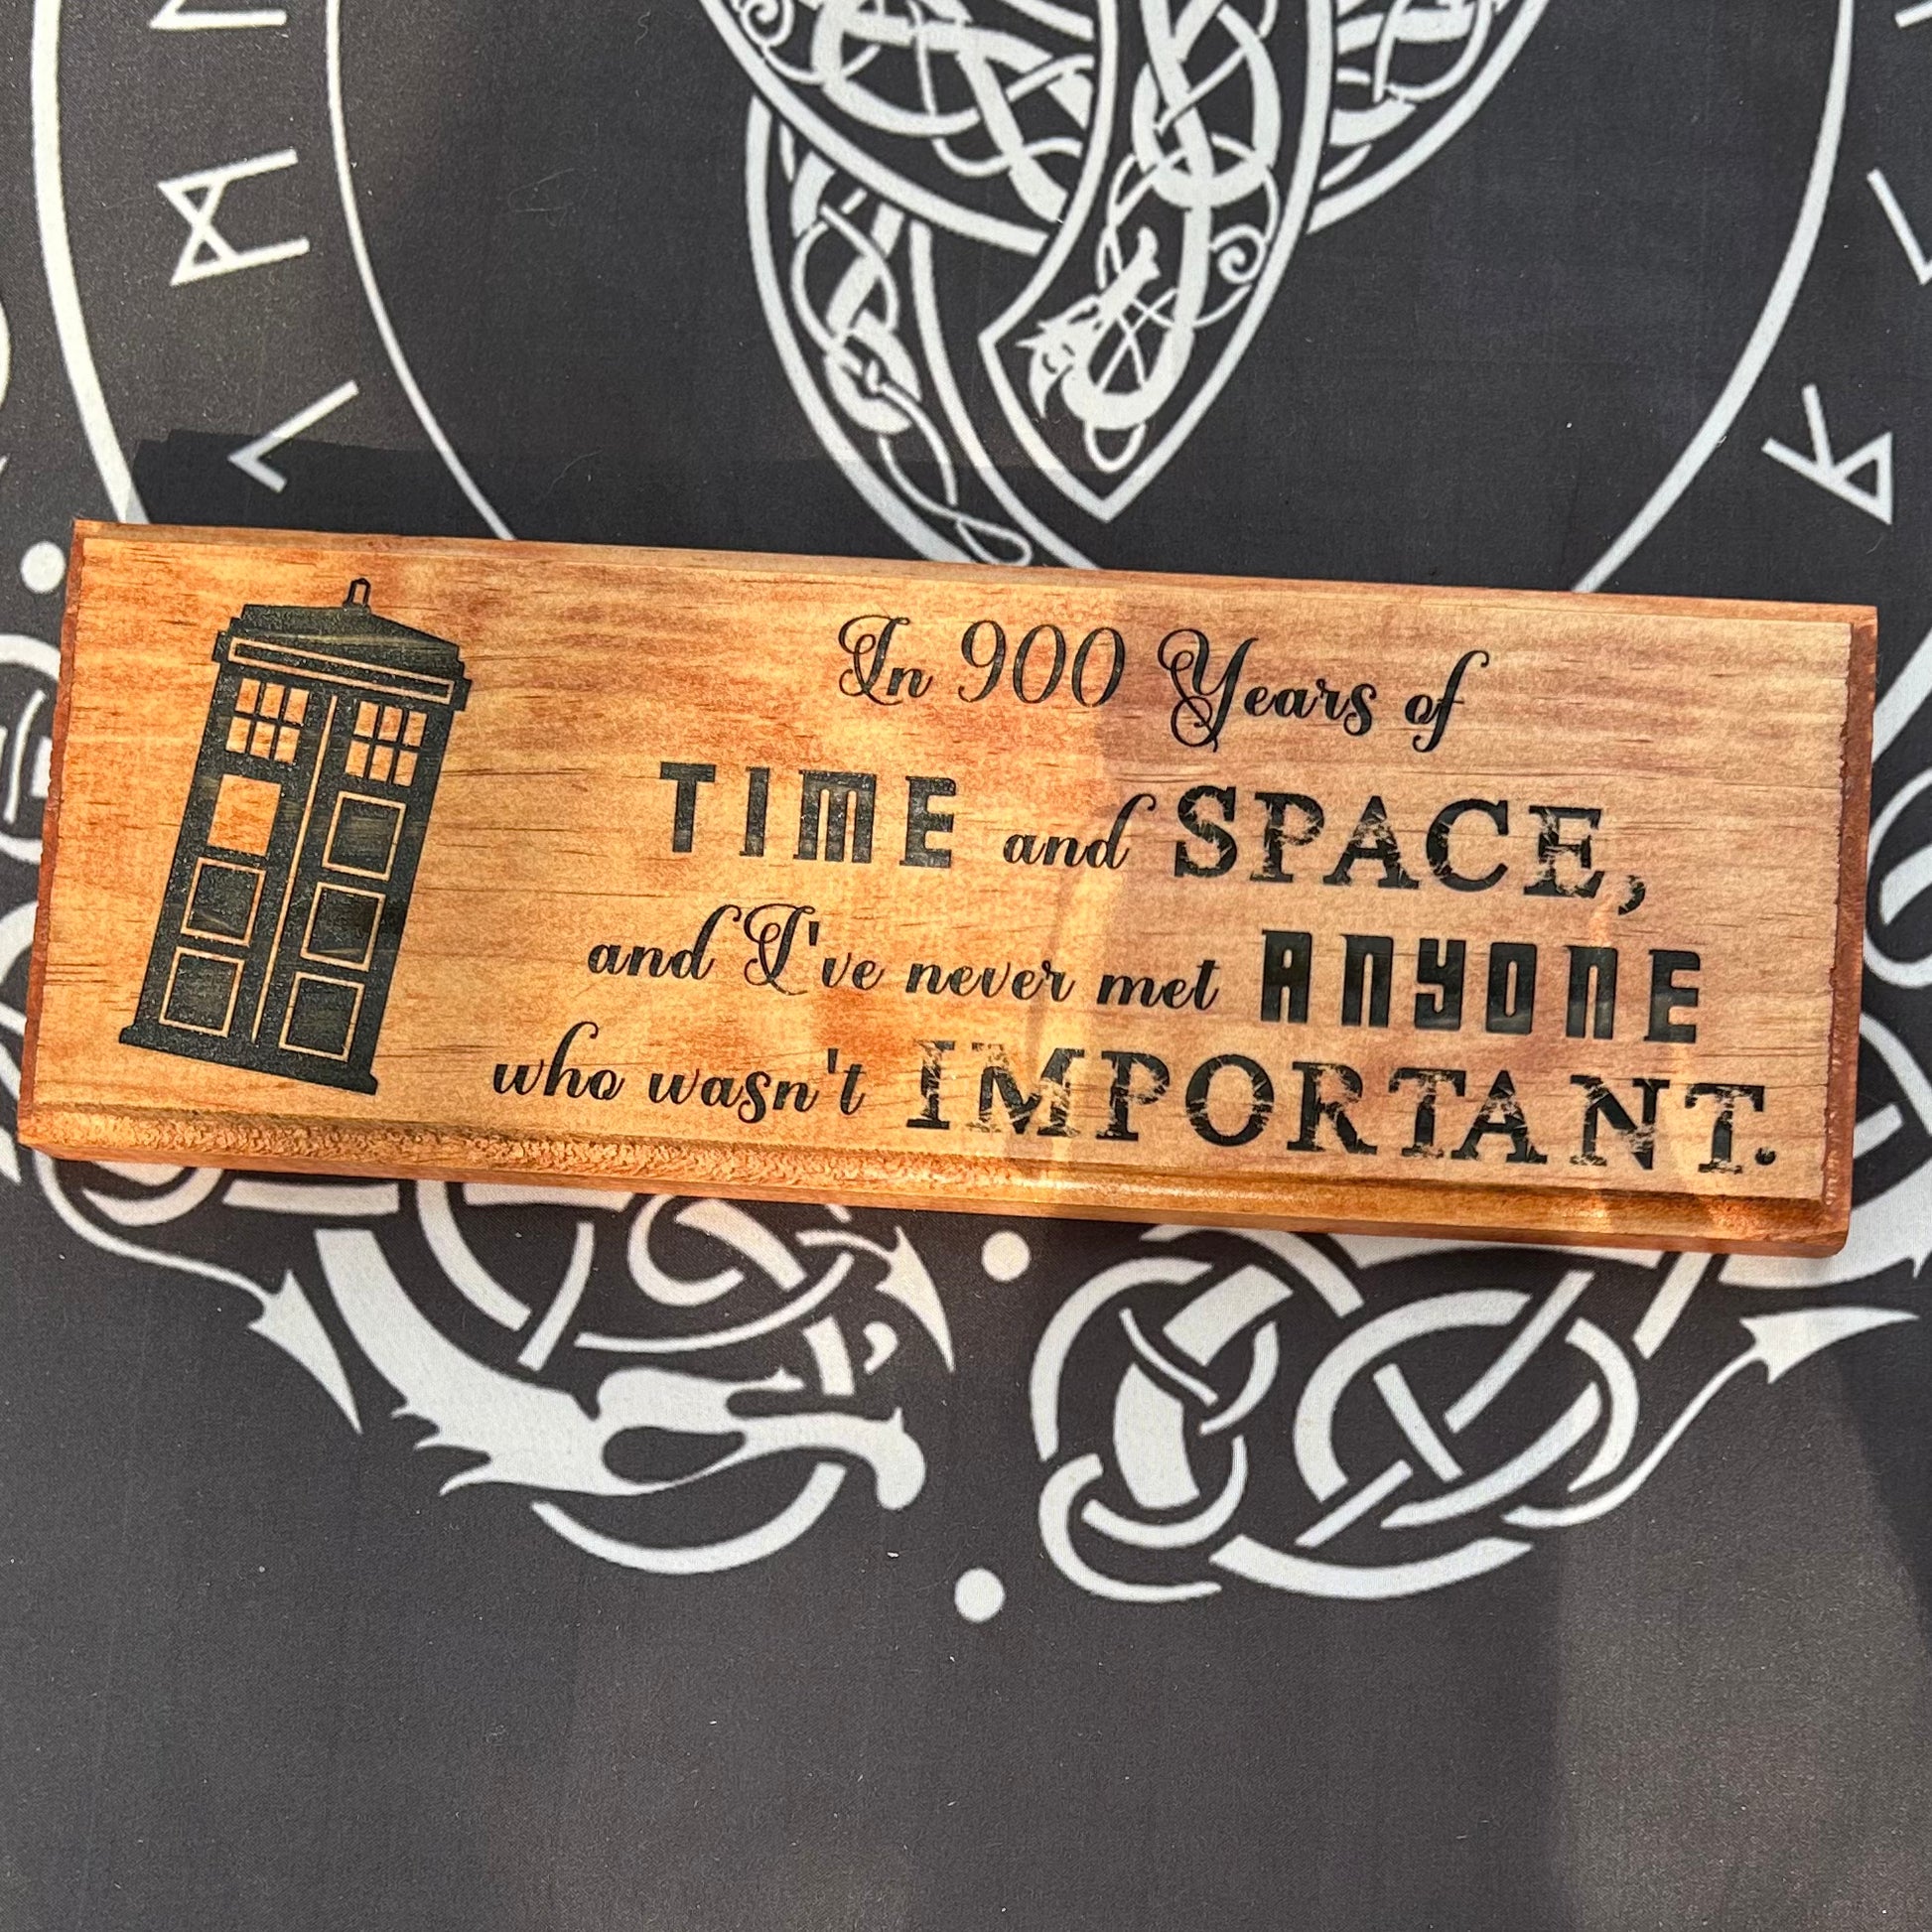 In 900 Years of
TIME and SPACE,
and I've never met ANYONE
who wasn't IMPORTANT.
ᛗ
ᛚ